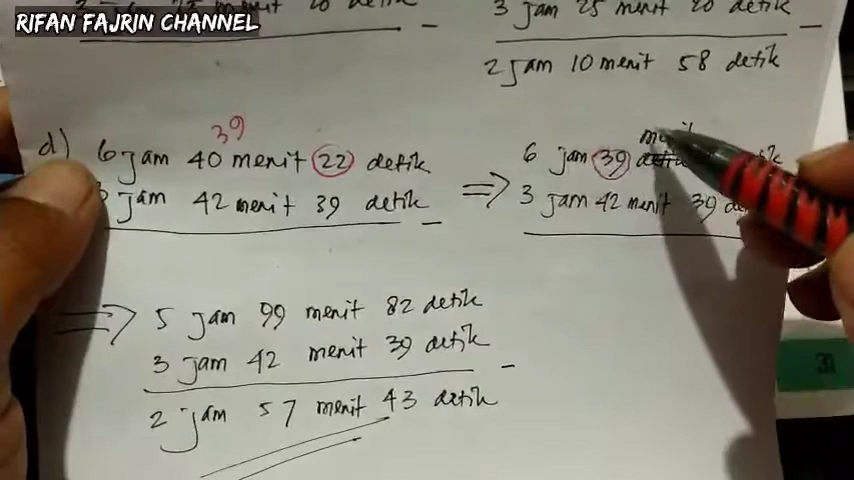 RIFAN FAJRIN CHANNEL
3 jam 25 menit 20 detik
2 jam 10 menit 58 detik
d)
39
6 jam 40 menit 22 detik
jam 42 menit 39 detik
=> 6 jam 39
3 jam 42 menit 39
=> 5 jam 99 menit 82 detik
3 jam 42 menit 39 detik
2 jam 57 menit 43 detik